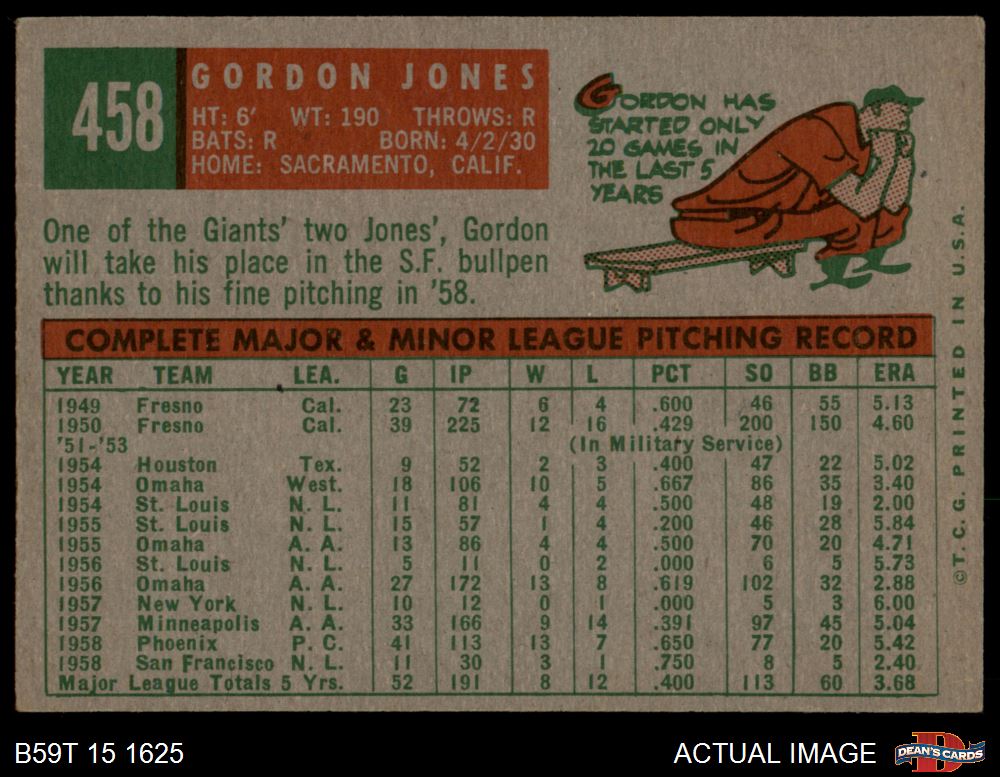 458
GORDON JONES
HT: 6' WT: 190 THROWS: R
BATS: R BORN: 4/2/30
HOME: SACRAMENTO, CALIF.
GORDON HAS
STARTED ONLY
20 GAMES IN
THE LAST 5
YEARS
One of the Giants' two Jones', Gordon
will take his place in the S.F. bullpen
thanks to his fine pitching in '58.
COMPLETE MAJOR & MINOR LEAGUE PITCHING RECORD
YEAR TEAM LEA. G IP W L PCT SO BB ERA
1949 Fresno Cal. 23 72 6 4 .600 46 55 5.13
1950 Fresno Cal. 39 225 12 16 .429 200 150 4.60
'51-'53 (In Military Service)
1954 Houston Tex. 9 52 2 3 .400 47 22 5.02
1954 Omaha West. 18 106 10 5 .667 86 35 3.40
1954 St. Louis N. L. 11 81 4 4 .500 48 19 2.00
1955 St. Louis N. L. 15 57 1 4 .200 46 28 5.84
1955 Omaha A. A. 13 86 4 4 .500 70 20 4.71
1956 St. Louis N. L. 5 11 0 2 .000 6 5 5.73
1956 Omaha A. A. 27 172 13 8 .619 102 32 2.88
1957 New York N. L. 10 12 0 1 .000 5 3 6.00
1957 Minneapolis A. A. 33 166 9 14 .391 97 45 5.04
1958 Phoenix P. C. 41 113 13 7 .650 77 20 5.42
1958 San Francisco N. L. 11 30 3 1 .750 8 5 2.40
Major League Totals 5 Yrs. 52 191 8 12 .400 113 60 3.68
©T. C. G. PRINTED IN U.S.A.
B59T 15 1625
ACTUAL IMAGE
D
DEAN'S CARDS